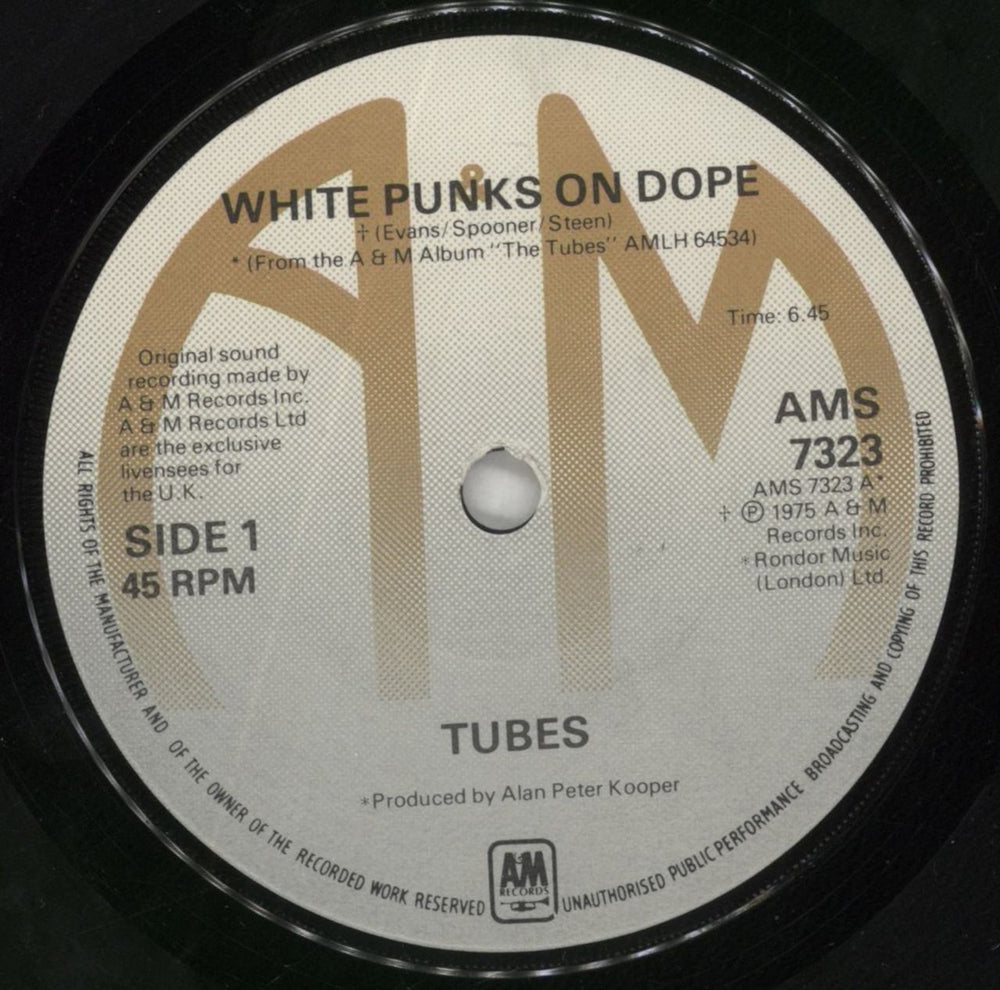 WHITE PUNKS ON DOPE
† (Evans/Spooner/Steen)
* (From the A & M Album "The Tubes" AMLH 64534)
Time: 6.45
Original sound
recording made by
A & M Records Inc.
A & M Records Ltd
are the exclusive
livensees for
the U.K.
SIDE 1
45 RPM
AMS
7323
AMS 7323 A*
† ℗ 1975 A & M
Records Inc.
*Rondor Music
(London) Ltd.
TUBES
*Produced by Alan Peter Kooper
A&M
RECORDS
ALL RIGHTS OF THE MANUFACTURER AND OF THE OWNER OF THE RECORDED WORK RESERVED UNAUTHORISED PUBLIC PERFORMANCE BROADCASTING AND COPYING OF THIS RECORD PROHIBITED